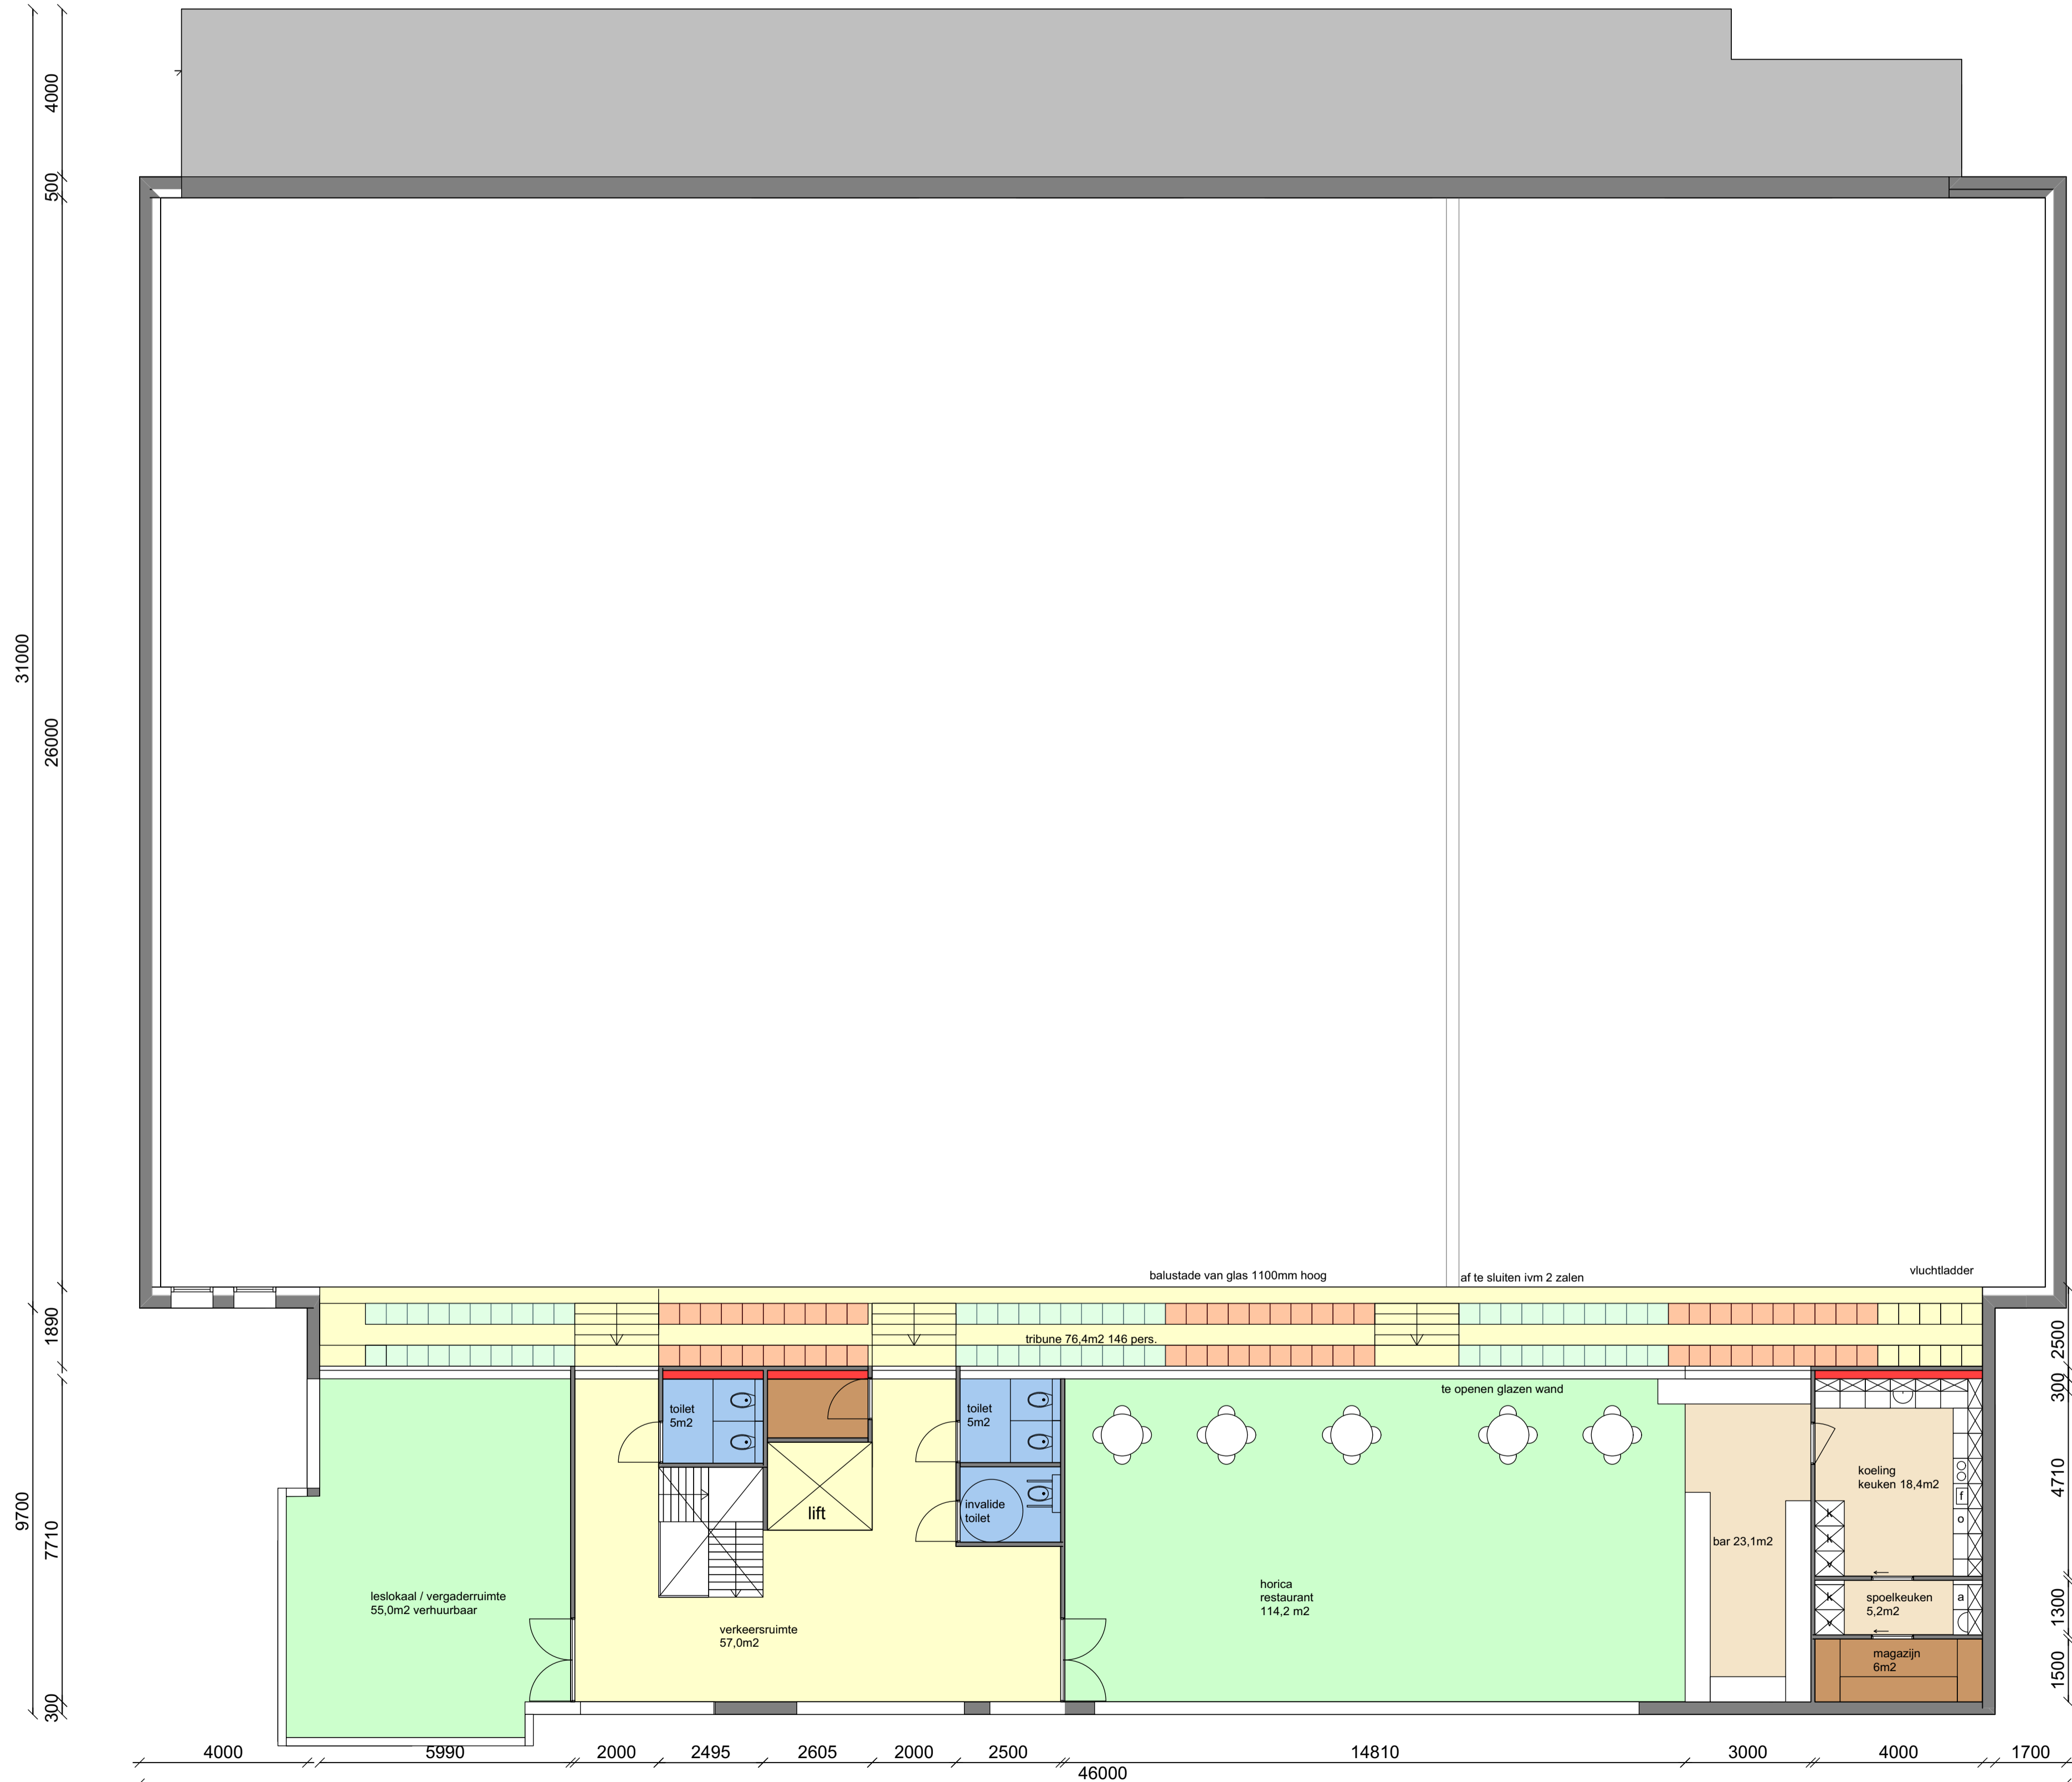 4000
500
31000
26000
balustade van glas 1100mm hoog
af te sluiten ivm 2 zalen
vluchtladder
1890
tribune 76,4m2 146 pers.
2500
300
te openen glazen wand
toilet
5m2
toilet
5m2
koeling
keuken 18,4m2
4710
f
o
k
k
v
invalide
toilet
lift
9700
7710
bar 23,1m2
leslokaal / vergaderruimte
55,0m2 verhuurbaar
horica
restaurant
114,2 m2
k
v
spoelkeuken
5,2m2
a
1300
verkeersruimte
57,0m2
magazijn
6m2
1500
300
4000
5990
2000
2495
2605
2000
2500
14810
3000
4000
1700
46000